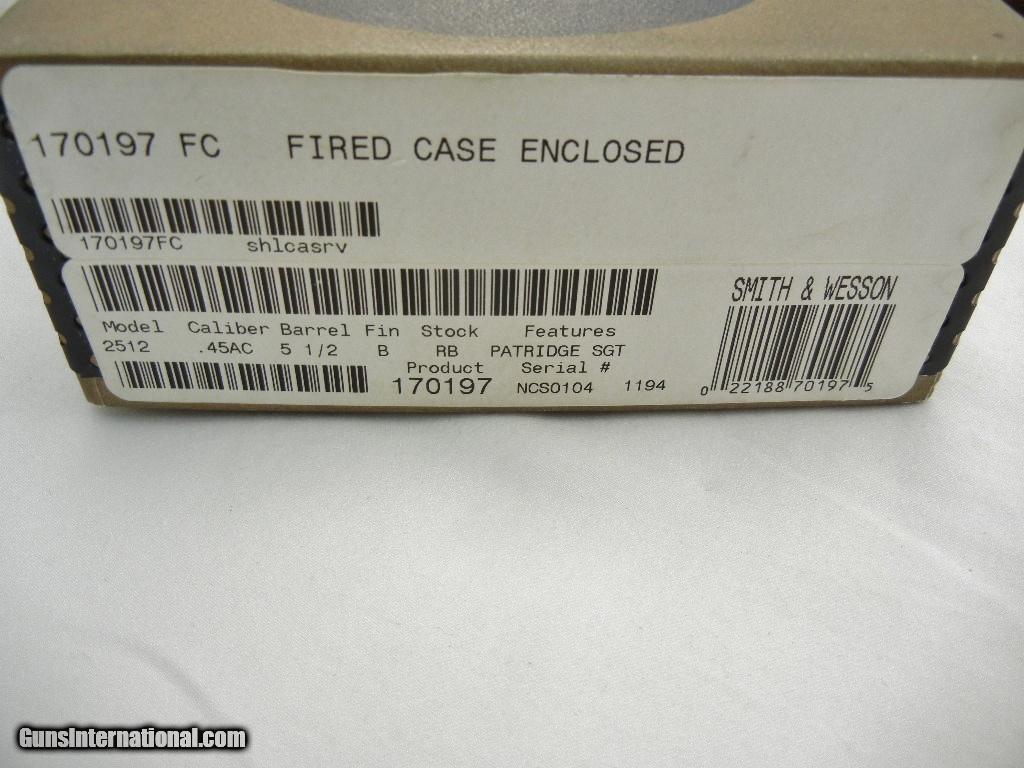 170197 FC FIRED CASE ENCLOSED
170197FC shlcasrv
SMITH & WESSON
Model Caliber Barrel Fin Stock Features
2512 .45AC 5 1/2 B RB PATRIDGE SGT
Product Serial #
170197 NCS0104 1194
0 22188 70197 5
GunsInternational.com